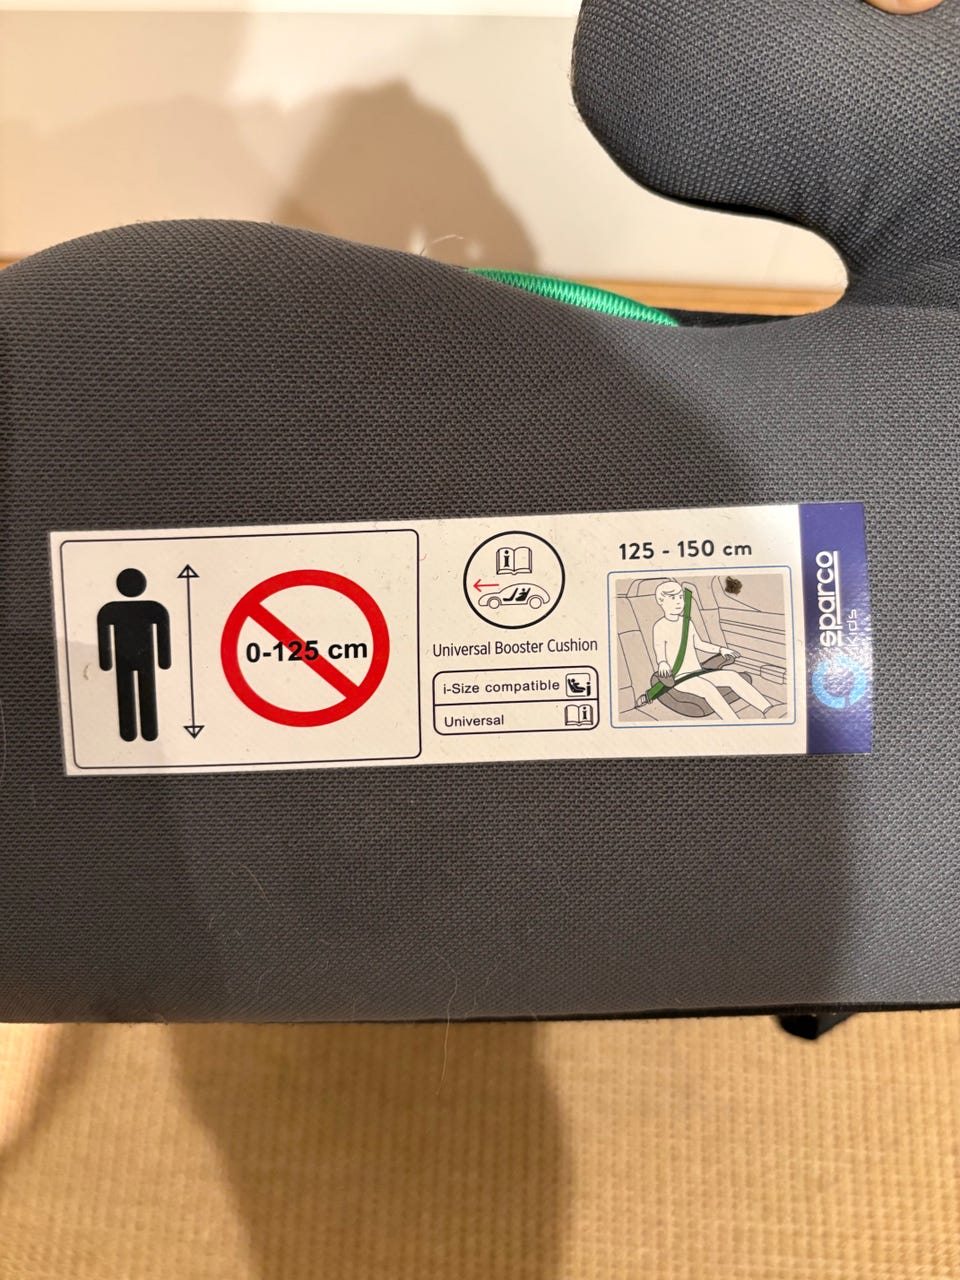 0-125 cm
Universal Booster Cushion
i-Size compatible
Universal
125 - 150 cm
sparco
kids